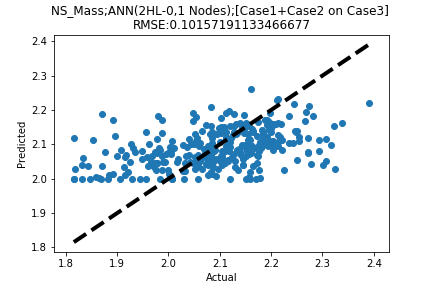 NS_Mass;ANN(2HL-0,1 Nodes);[Case1+Case2 on Case3]
RMSE:0.10157191133466677
2.4
2.3
2.2
2.1
2.0
1.9
1.8
Predicted
1.8 1.9 2.0 2.1 2.2 2.3 2.4
Actual